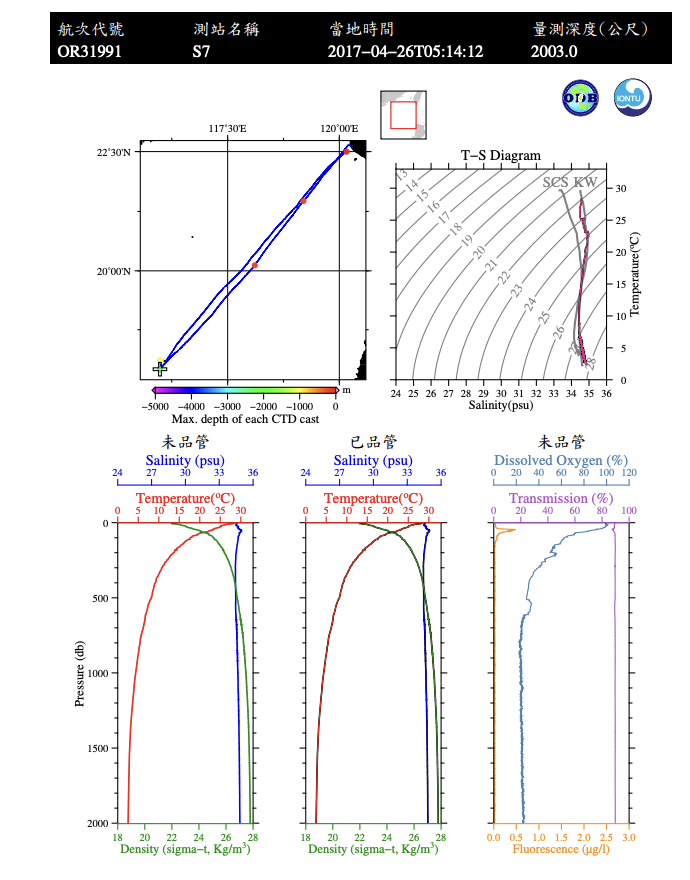 航次代號 測站名稱 當地時間 量測深度(公尺)
OR31991 S7 2017-04-26T05:14:12 2003.0
ODB IONTU
117˚30'E 120˚00'E
22˚30'N
20˚00'N
-5000 -4000 -3000 -2000 -1000 0 m
Max. depth of each CTD cast
T-S Diagram
SCS KW
13 14 15 16 17 18 19 20 21 22 23 24 25 26 27 28
30
25
20
15
10
5
0
Temperature(°C)
24 25 26 27 28 29 30 31 32 33 34 35 36
Salinity(psu)
未品管 已品管 未品管
Salinity (psu) Salinity (psu) Dissolved Oxygen (%)
24 27 30 33 36 24 27 30 33 36 0 20 40 60 80 100 120
Temperature(°C) Temperature(°C) Transmission (%)
0 5 10 15 20 25 30 0 5 10 15 20 25 30 0 20 40 60 80 100
0
500
1000
1500
2000
Pressure (db)
18 20 22 24 26 28 18 20 22 24 26 28 0.0 0.5 1.0 1.5 2.0 2.5 3.0
Density (sigma-t, Kg/m³) Density (sigma-t, Kg/m³) Fluorescence (µg/l)